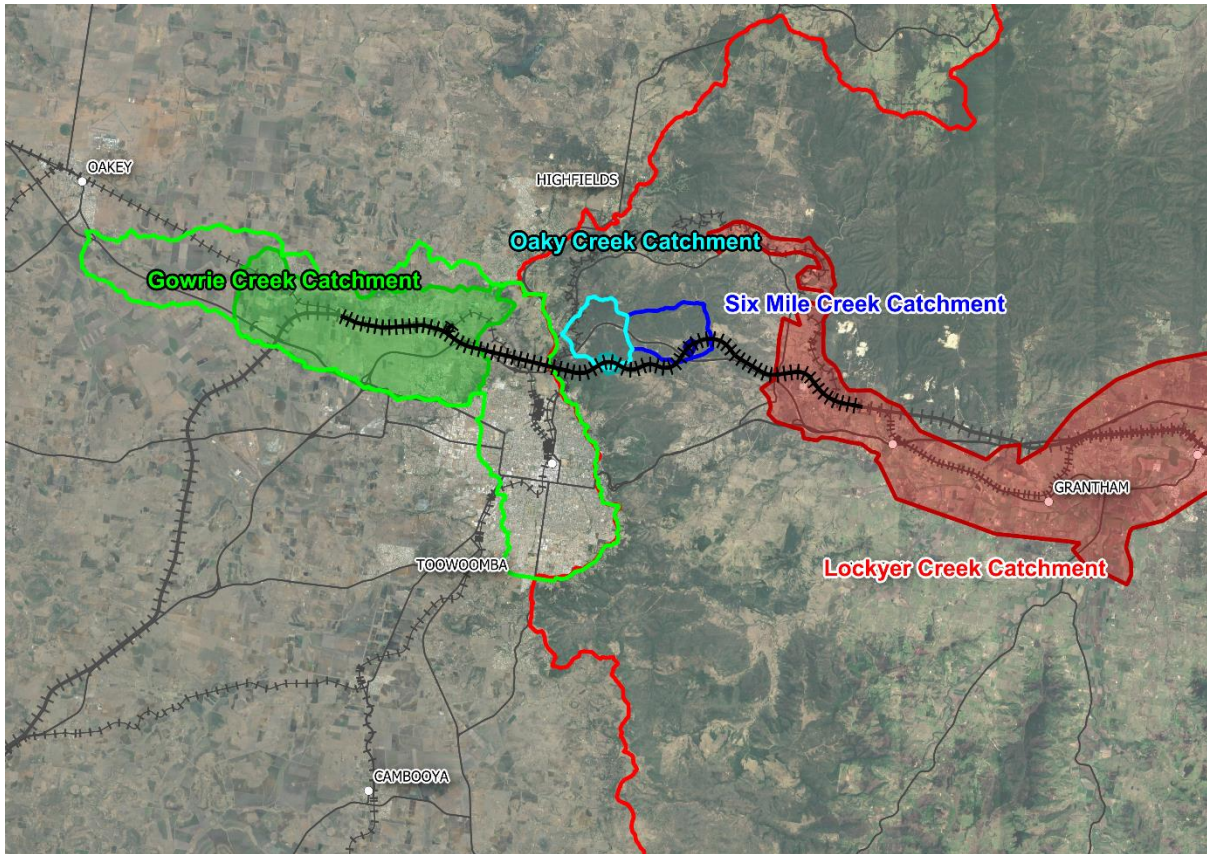 OAKEY
HIGHFIELDS
Oaky Creek Catchment
Gowrie Creek Catchment
Six Mile Creek Catchment
GRANTHAM
TOOWOOMBA
Lockyer Creek Catchment
CAMBOOYA